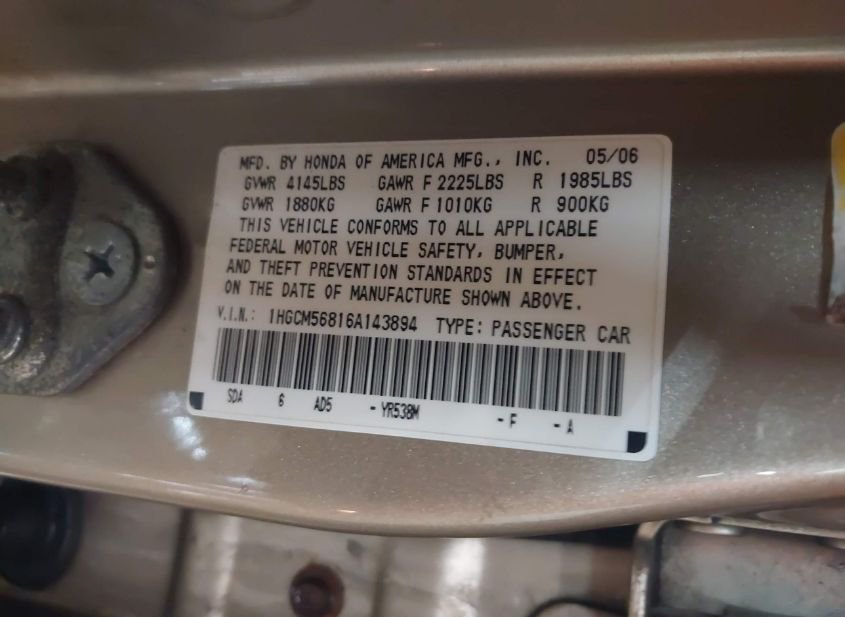 MFD. BY HONDA OF AMERICA MFG., INC. 05/06
GVWR 4145LBS GAWR F 2225LBS R 1985LBS
GVWR 1880KG GAWR F 1010KG R 900KG
THIS VEHICLE CONFORMS TO ALL APPLICABLE
FEDERAL MOTOR VEHICLE SAFETY, BUMPER,
AND THEFT PREVENTION STANDARDS IN EFFECT
ON THE DATE OF MANUFACTURE SHOWN ABOVE.
V.I.N.: 1HGCM56816A143894 TYPE: PASSENGER CAR
SDA 6 AD5 - YR538M - F - A